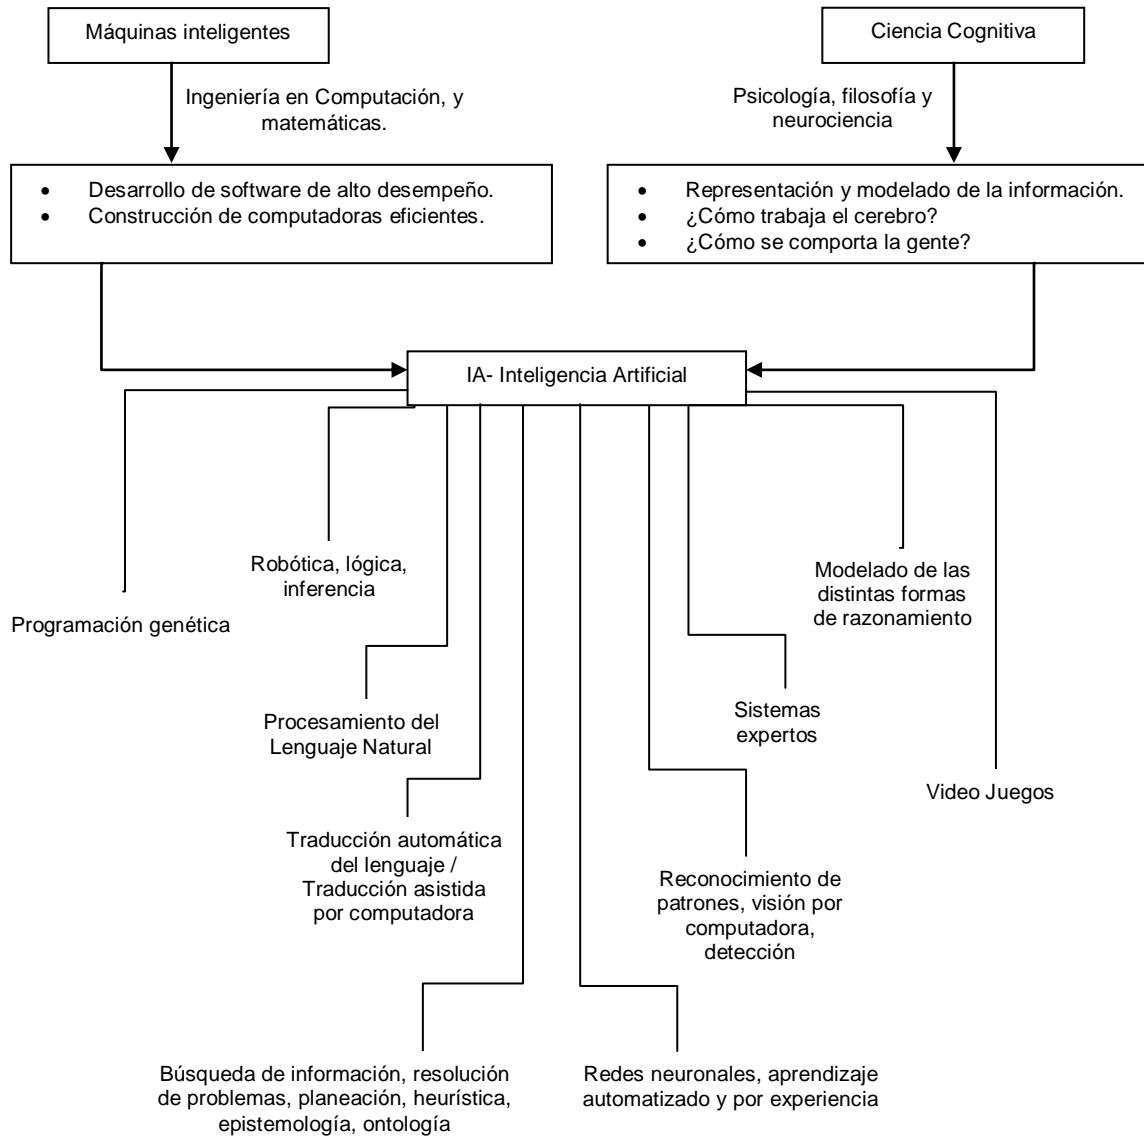 Máquinas inteligentes
Ciencia Cognitiva
Ingeniería en Computación, y
matemáticas.
Psicología, filosofía y
neurociencia
• Desarrollo de software de alto desempeño.
• Construcción de computadoras eficientes.
• Representación y modelado de la información.
• ¿Cómo trabaja el cerebro?
• ¿Cómo se comporta la gente?
IA- Inteligencia Artificial
Robótica, lógica,
inferencia
Modelado de las
distintas formas
de razonamiento
Programación genética
Procesamiento del
Lenguaje Natural
Sistemas
expertos
Video Juegos
Traducción automática
del lenguaje /
Traducción asistida
por computadora
Reconocimiento de
patrones, visión por
computadora,
detección
Búsqueda de información, resolución
de problemas, planeación, heurística,
epistemología, ontología
Redes neuronales, aprendizaje
automatizado y por experiencia